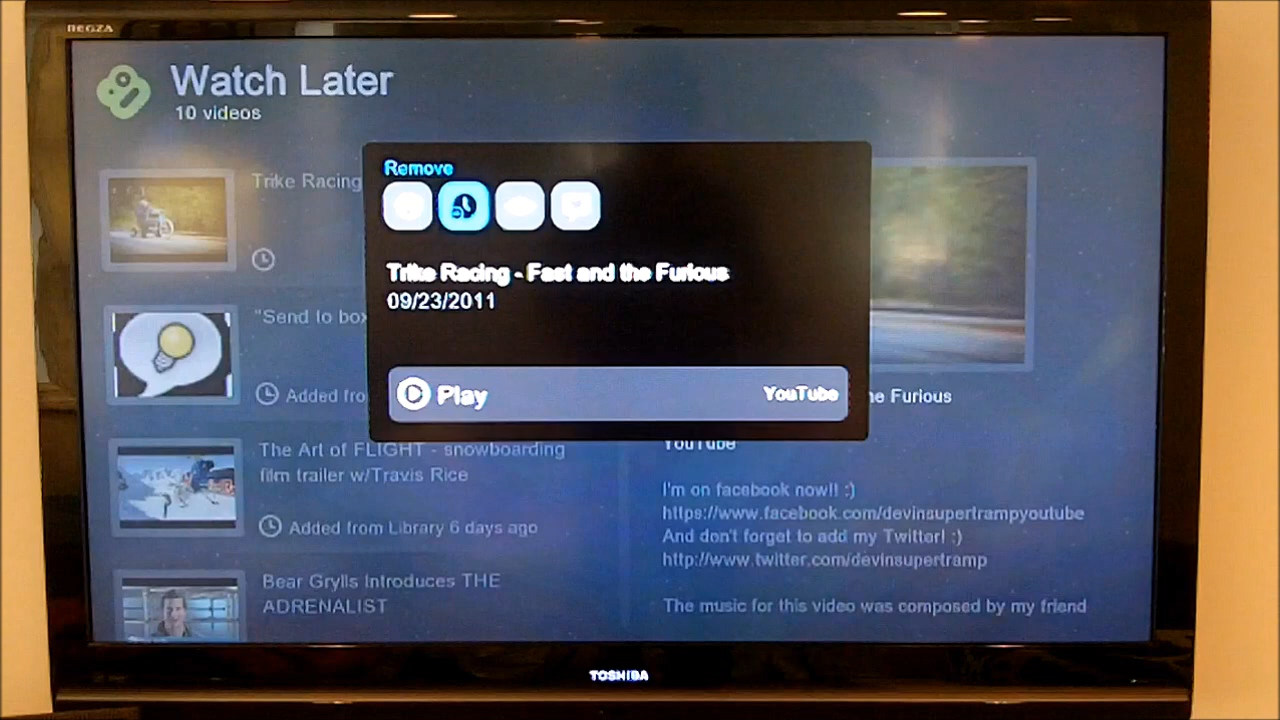 REGZA
Watch Later
10 videos
Remove
Trike Racing
Trike Racing - Fast and the Furious
09/23/2011
"Send to box
Play
YouTube
Added fro
he Furious
The Art of FLIGHT - snowboarding
film trailer w/Travis Rice
Added from Library 6 days ago
Bear Grylls Introduces THE
ADRENALIST
YouTube
I'm on facebook now!! :)
https://www.facebook.com/devinsupertrampyoutube
And don't forget to add my Twitter! :)
http://www.twitter.com/devinsupertramp
The music for this video was composed by my friend
TOSHIBA